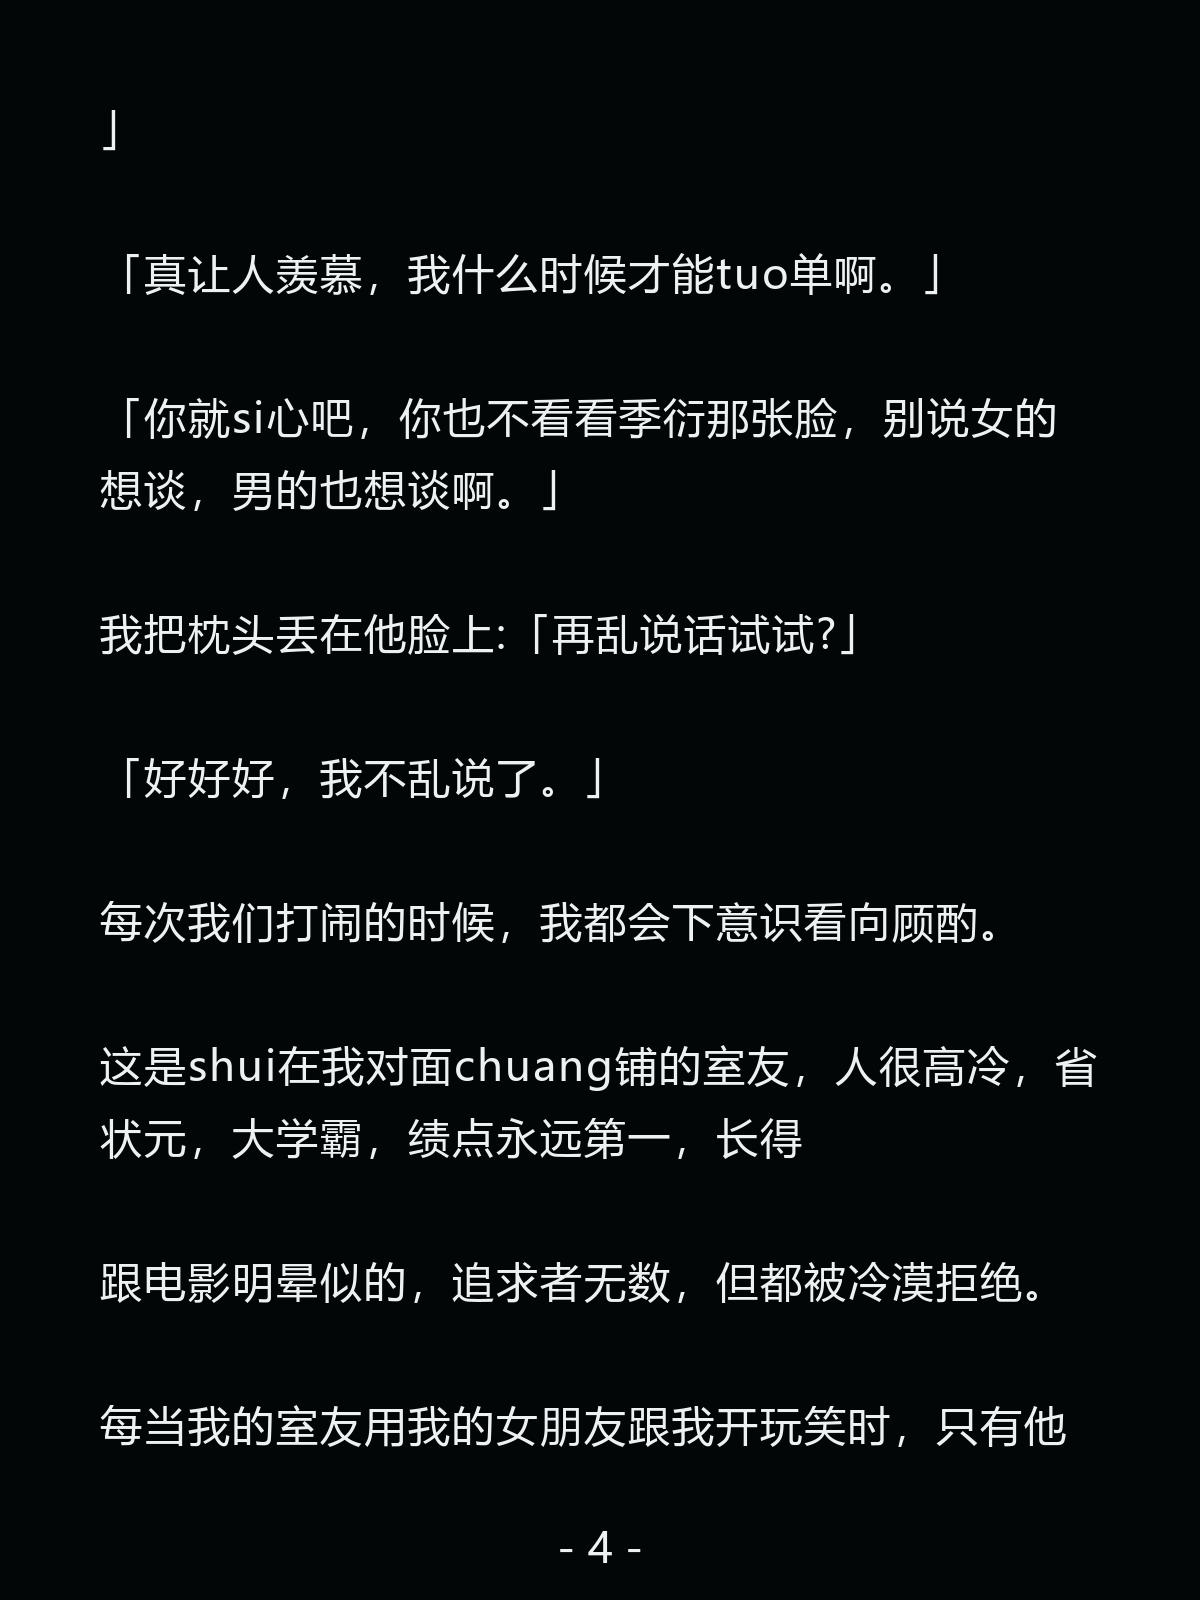 」
「真让人羡慕，我什么时候才能tuo单啊。」
「你就si心吧，你也不看看季衍那张脸，别说女的
想谈，男的也想谈啊。」
我把枕头丢在他脸上:「再乱说话试试?」
「好好好，我不乱说了。」
每次我们打闹的时候，我都会下意识看向顾酌。
这是shui在我对面chuang铺的室友，人很高冷，省
状元，大学霸，绩点永远第一，长得
跟电影明晕似的，追求者无数，但都被冷漠拒绝。
每当我的室友用我的女朋友跟我开玩笑时，只有他
- 4 -